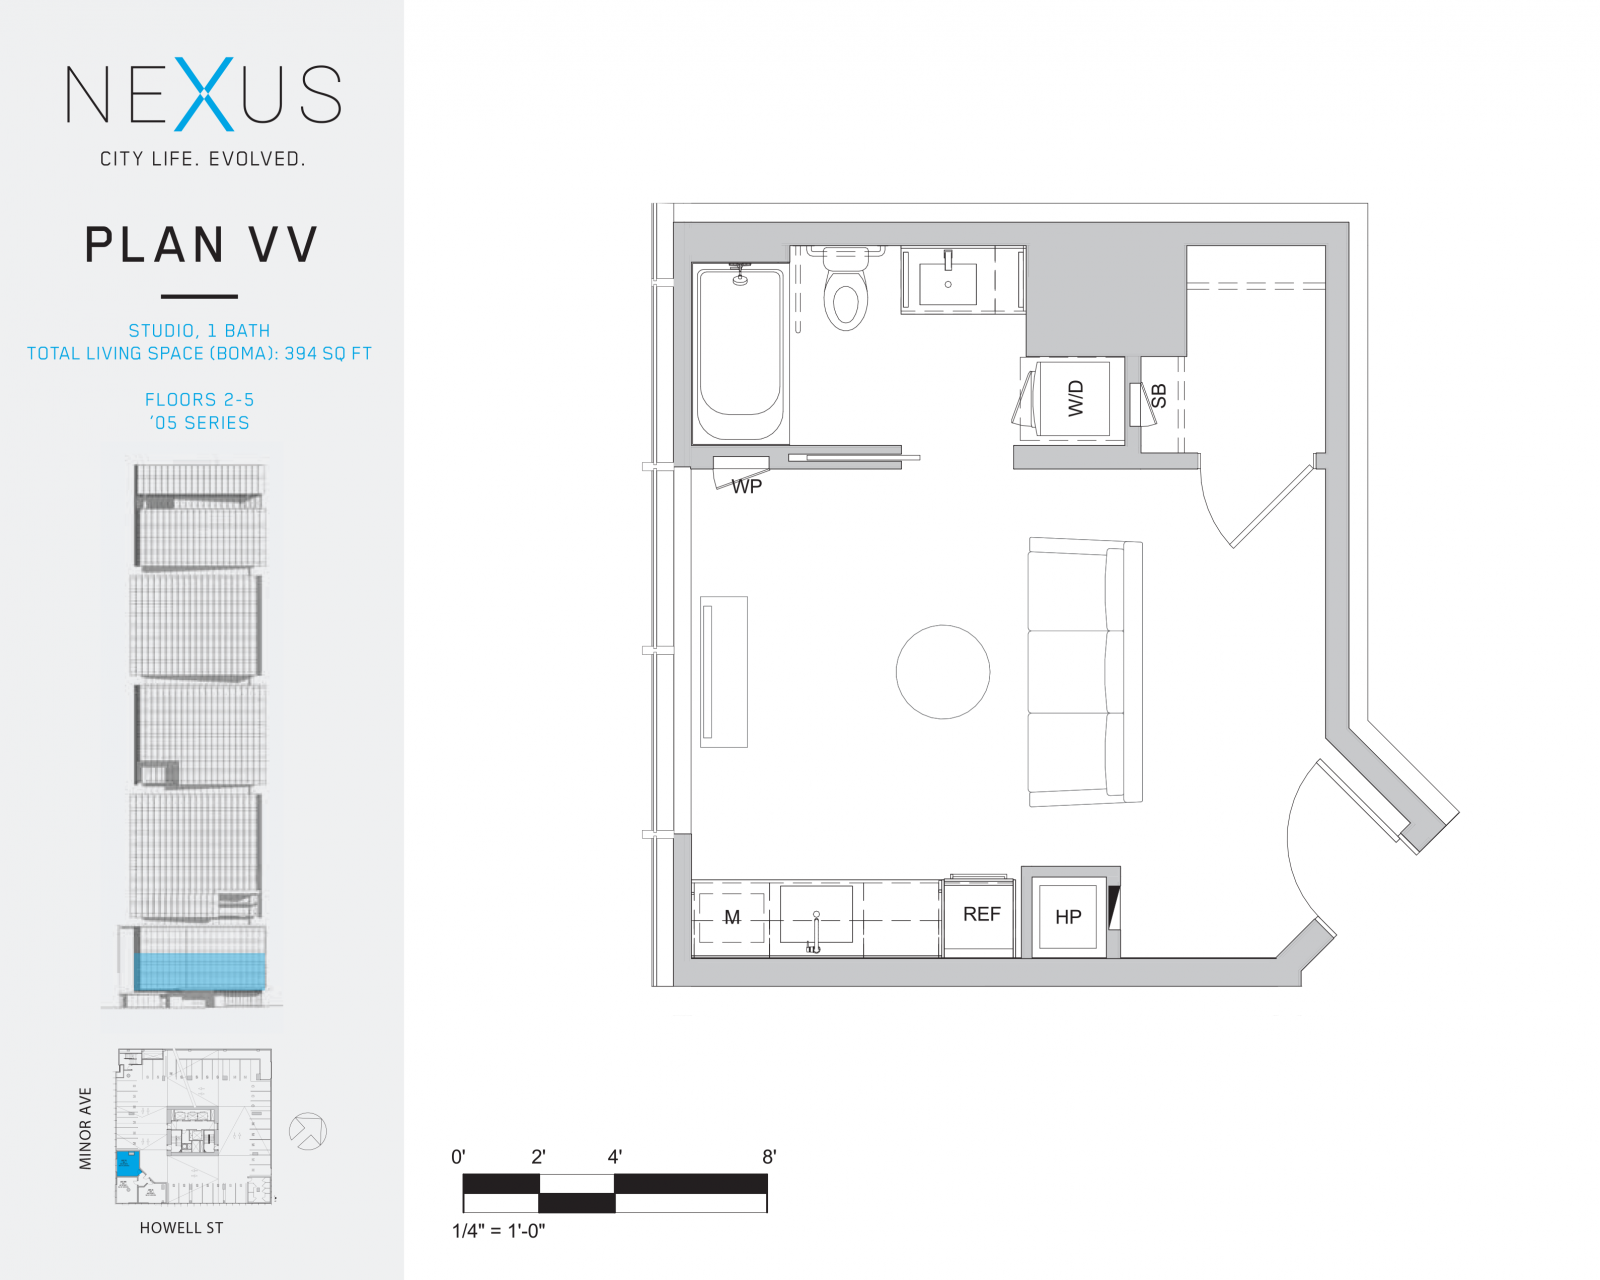 NEXUS
CITY LIFE. EVOLVED.
PLAN VV
STUDIO, 1 BATH
TOTAL LIVING SPACE (BOMA): 394 SQ FT
FLOORS 2-5
'05 SERIES
MINOR AVE
HOWELL ST
W/D
SB
WP
M
REF
HP
0' 2' 4' 8'
1/4" = 1'-0"